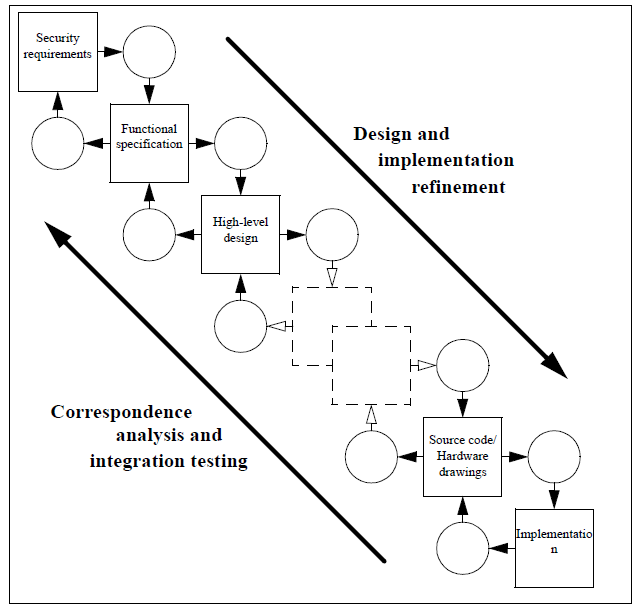 Security
requirements
Functional
specification
Design and
implementation
refinement
High-level
design
Correspondence
analysis and
integration testing
Source code/
Hardware
drawings
Implementatio
n